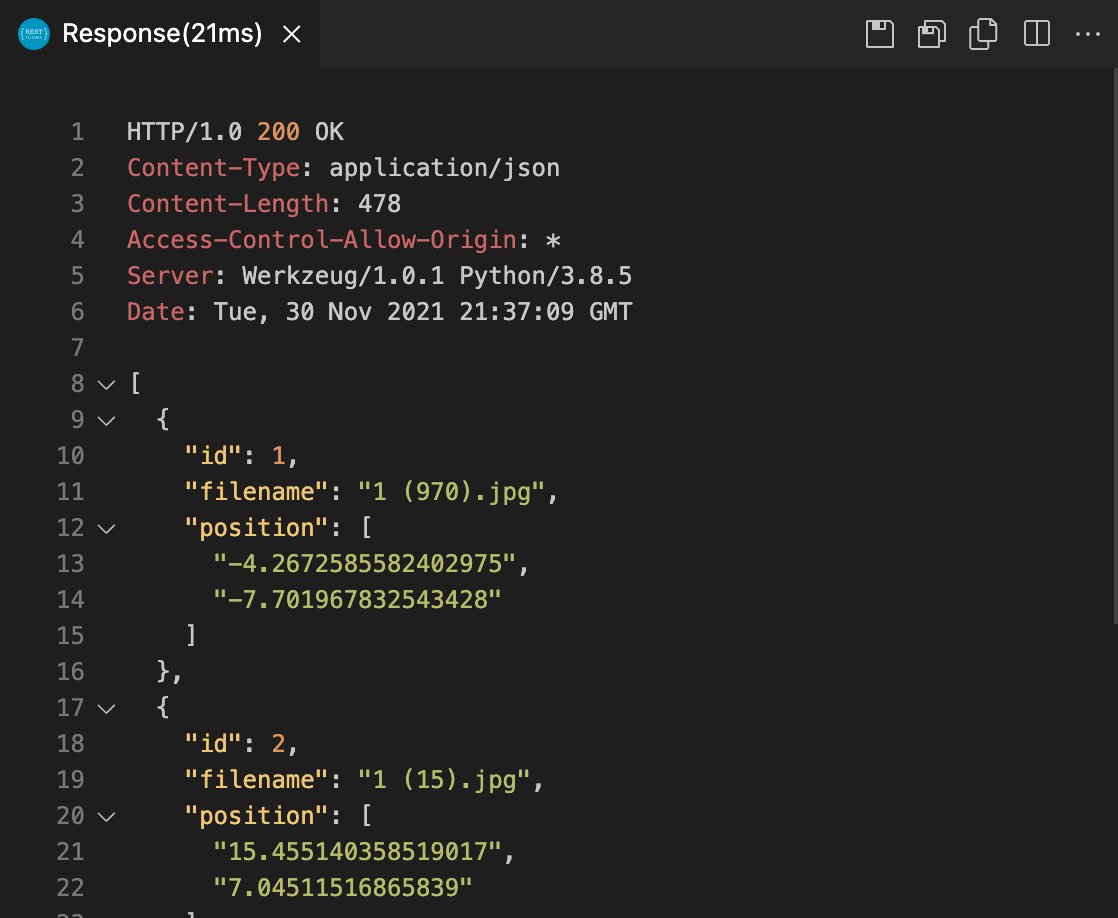 {REST}
Client
Response(21ms)
1 HTTP/1.0 200 OK
2 Content-Type: application/json
3 Content-Length: 478
4 Access-Control-Allow-Origin: *
5 Server: Werkzeug/1.0.1 Python/3.8.5
6 Date: Tue, 30 Nov 2021 21:37:09 GMT
7
8 [
9 {
10 "id": 1,
11 "filename": "1 (970).jpg",
12 "position": [
13 "-4.2672585582402975",
14 "-7.701967832543428"
15 ]
16 },
17 {
18 "id": 2,
19 "filename": "1 (15).jpg",
20 "position": [
21 "15.455140358519017",
22 "7.04511516865839"
23 ]